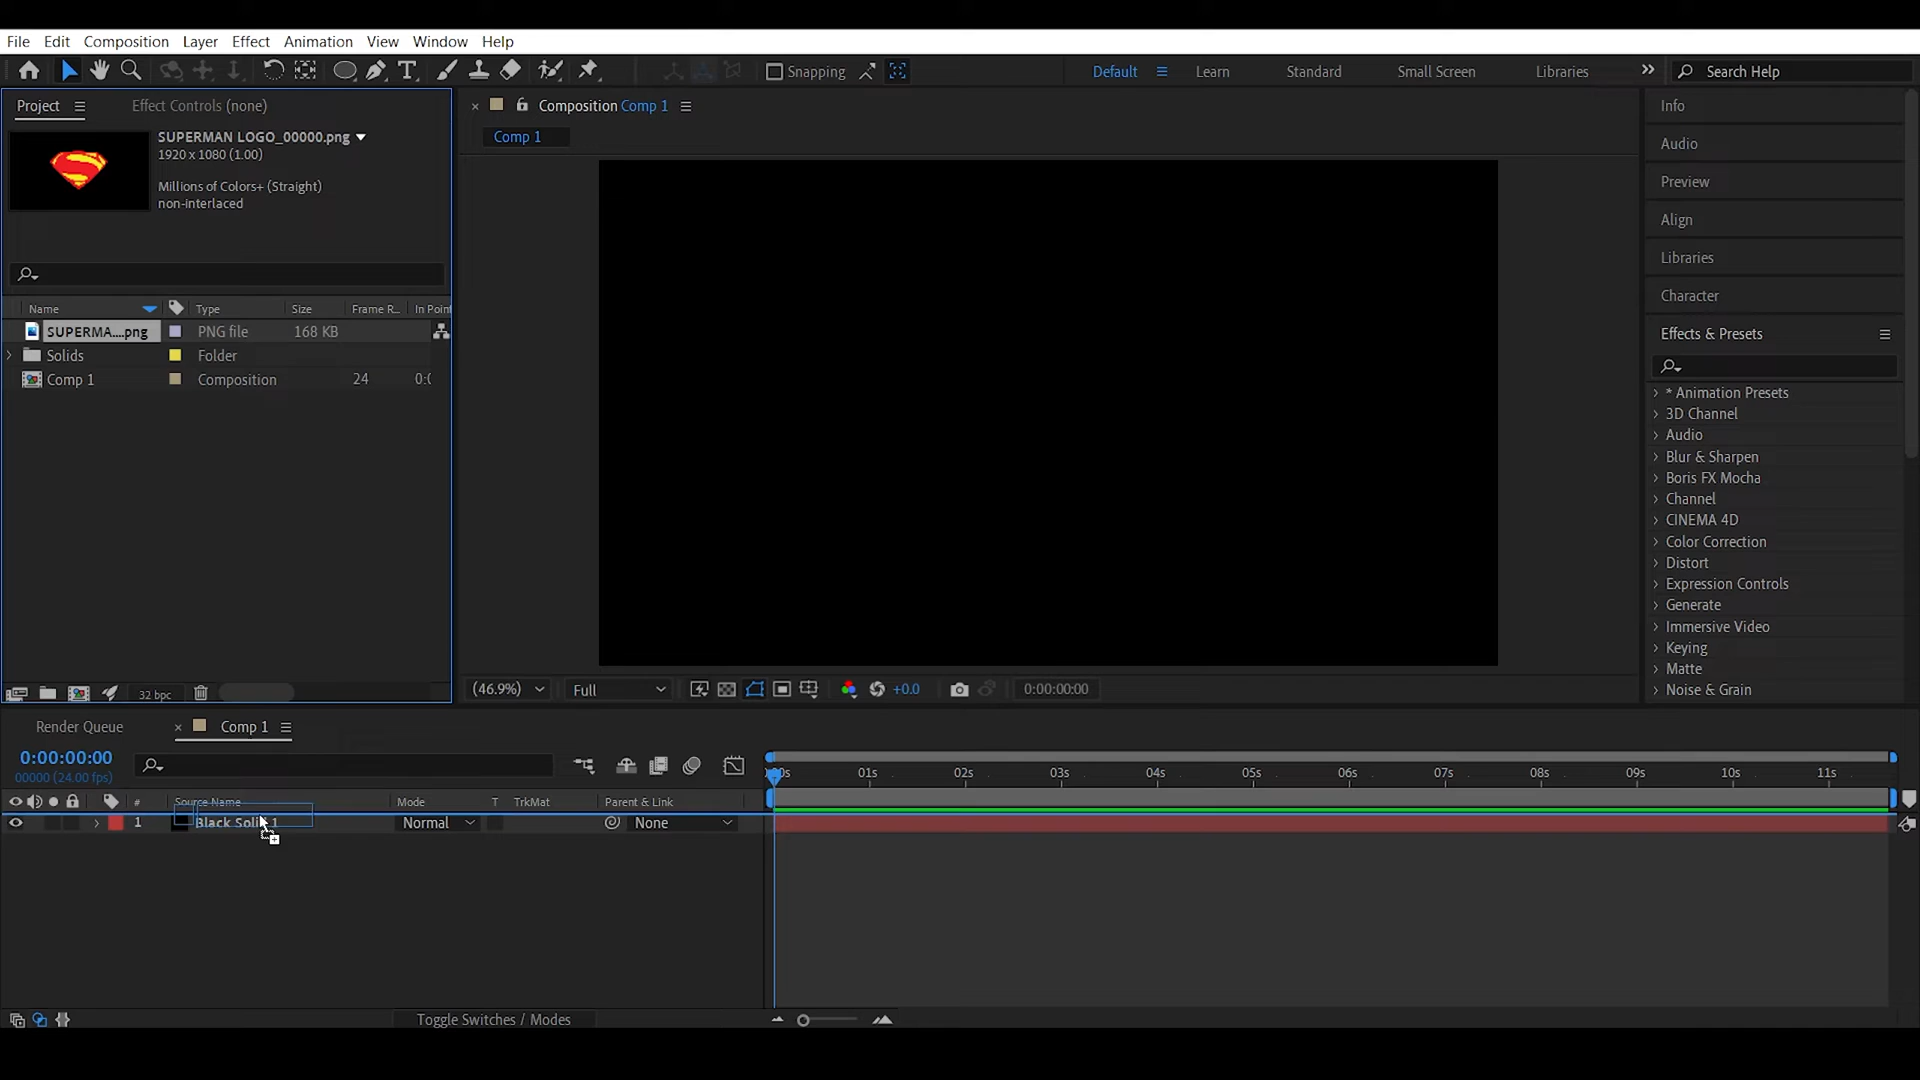 File Edit Composition Layer Effect Animation View Window Help
Snapping Default Learn Standard Small Screen Libraries Search Help
Project Effect Controls (none)
SUPERMAN LOGO_00000.png
1920 x 1080 (1.00)
Millions of Colors+ (Straight)
non-interlaced
Name Type Size Frame R... In Point
SUPERMA....png PNG file 168 KB
Solids Folder
Comp 1 Composition 24
32 bpc
Composition Comp 1
Comp 1
(46.9%) Full +0.0 0:00:00:00
Info
Audio
Preview
Align
Libraries
Character
Effects & Presets
* Animation Presets
3D Channel
Audio
Blur & Sharpen
Boris FX Mocha
Channel
CINEMA 4D
Color Correction
Distort
Expression Controls
Generate
Immersive Video
Keying
Matte
Noise & Grain
Render Queue Comp 1
0:00:00:00
00000 (24.00 fps)
01s 02s 03s 04s 05s 06s 07s 08s 09s 10s 11s
# Source Name Mode T TrkMat Parent & Link
1 Black Solid 1 Normal None
Toggle Switches / Modes